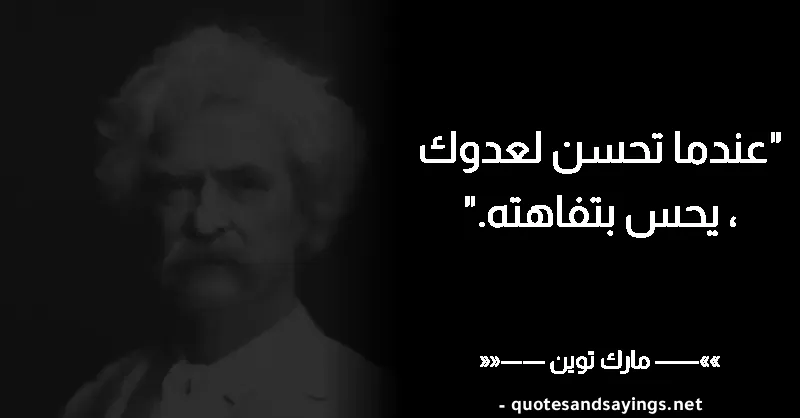 "عندما تحسن لعدوك
، يحس بتفاهته."
»»—— مارك توين ——««
- quotesandsayings.net